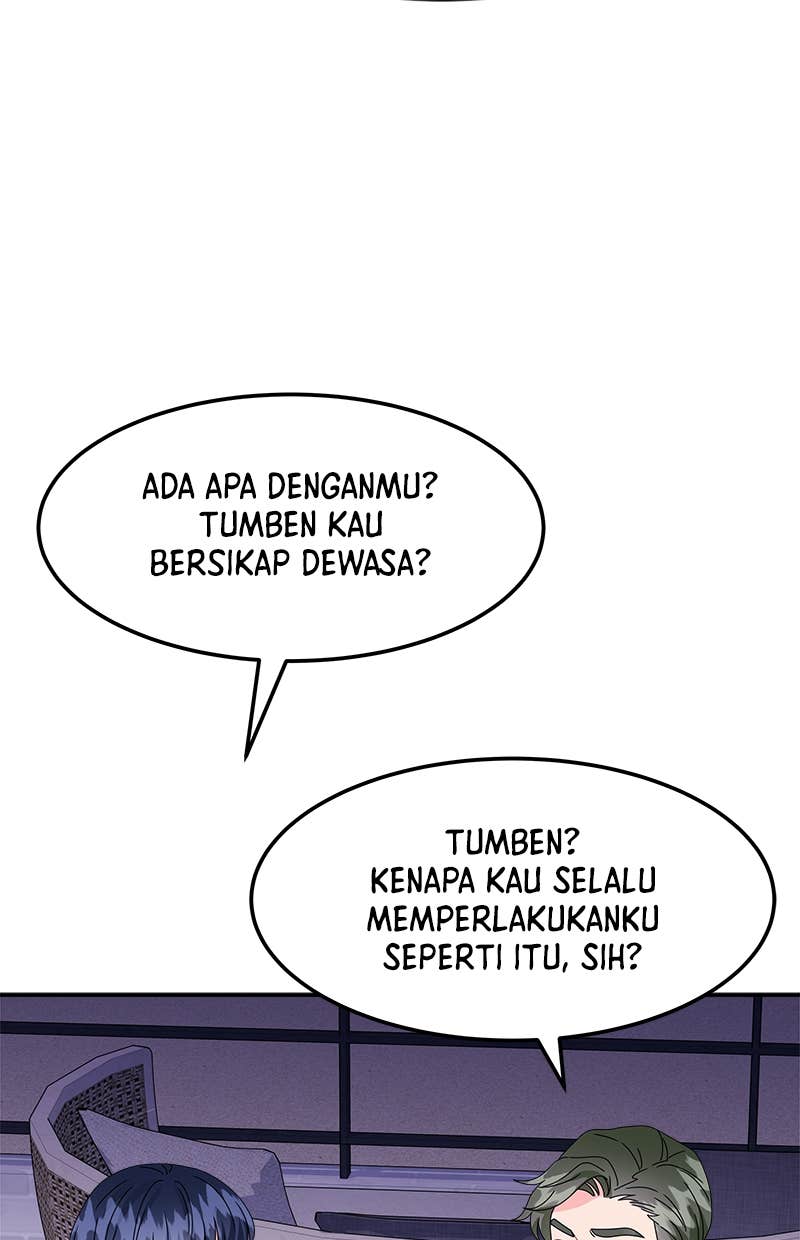 ADA APA DENGANMU?
TUMBEN KAU
BERSIKAP DEWASA?
TUMBEN?
KENAPA KAU SELALU
MEMPERLAKUKANKU
SEPERTI ITU, SIH?